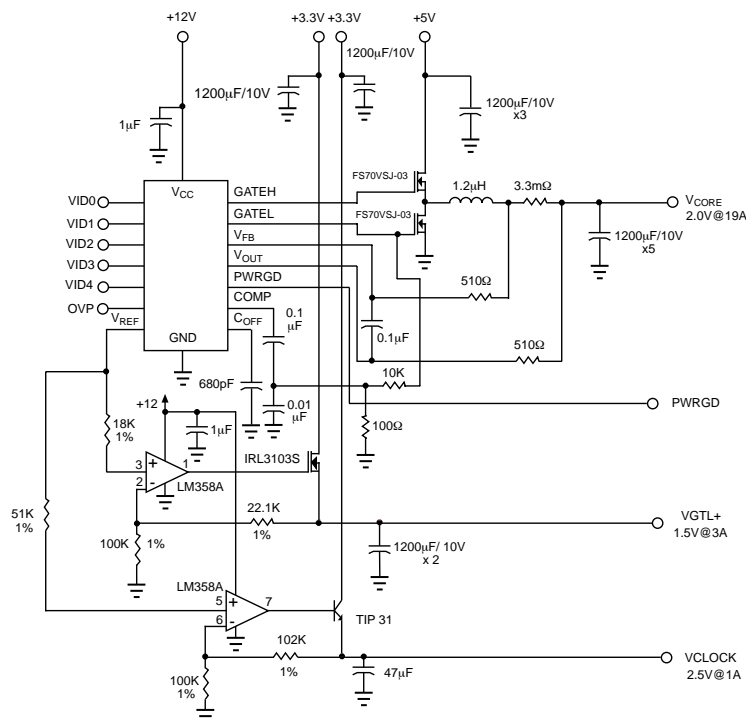 +12V
+3.3V +3.3V
+5V
1200μF/10V
1200μF/10V
1μF
1200μF/10V
x3
FS70VSJ-03
VCC
GATEH
1.2μH
3.3mΩ
VID0
VCORE
2.0V@19A
GATEL
FS70VSJ-03
VID1
VFB
VID2
1200μF/10V
x5
VOUT
VID3
PWRGD
VID4
510Ω
COMP
OVP
0.1
μF
0.1μF
VREF
COFF
510Ω
GND
10K
680pF
0.01
μF
PWRGD
+12
1μF
100Ω
18K
1%
IRL3103S
3
+
1
2
-
LM358A
51K
1%
22.1K
1%
VGTL+
1.5V@3A
100K
1%
1200μF/ 10V
x 2
LM358A
5
+
7
6
-
TIP 31
102K
1%
VCLOCK
2.5V@1A
100K
1%
47μF